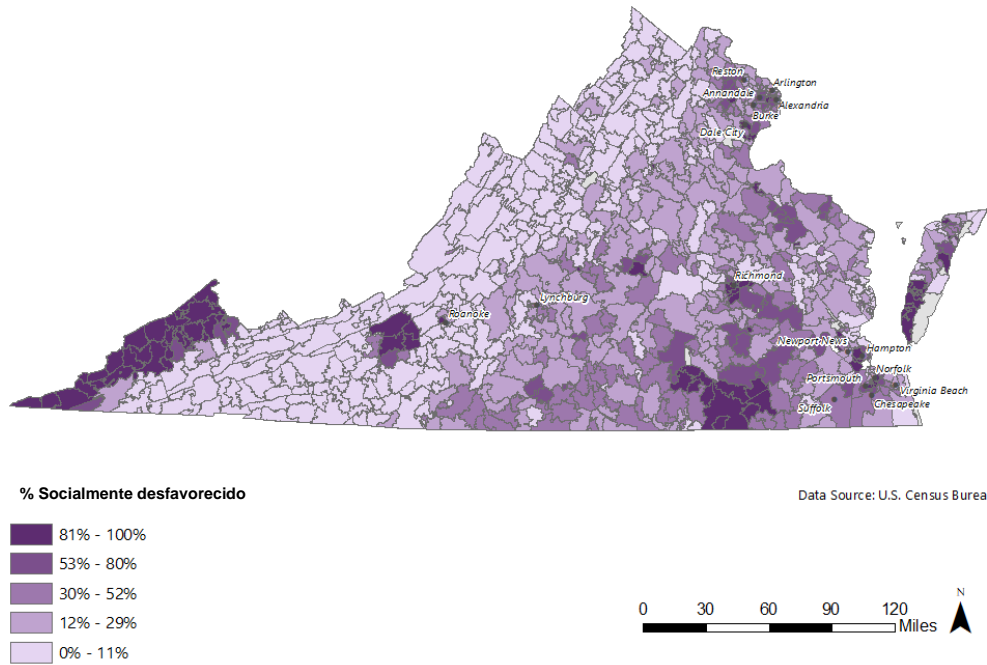 Reston
Arlington
Annandale
Alexandria
Burke
Dale City
Richmond
Lynchburg
Roanoke
Newport News
Hampton
Norfolk
Portsmouth
Virginia Beach
Suffolk
Chesapeake
% Socialmente desfavorecido
Data Source: U.S. Census Burea
81% - 100%
53% - 80%
30% - 52%
12% - 29%
0% - 11%
N
0 30 60 90 120
Miles